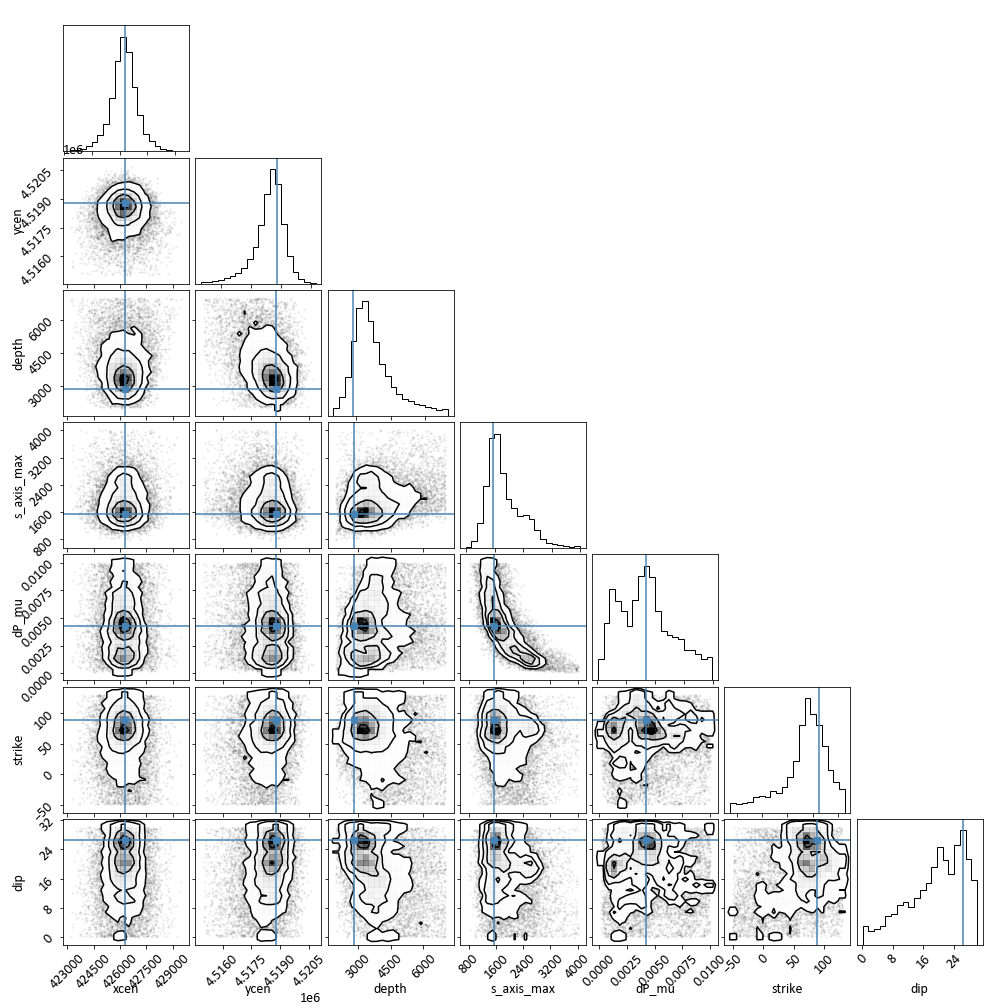 1e6
ycen
4.5205
4.5190
4.5175
4.5160
depth
6000
4500
3000
s_axis_max
4000
3200
2400
1600
800
dP_mu
0.0100
0.0075
0.0050
0.0025
0.0000
strike
100
50
0
-50
dip
32
24
16
8
0
423000 424500 426000 427500 429000
4.5160 4.5175 4.5190 4.5205
3000 4500 6000
800 1600 2400 3200 4000
0.0000 0.0025 0.0050 0.0075 0.0100
-50 0 50 100
0 8 16 24
xcen ycen depth s_axis_max dP_mu strike dip
1e6